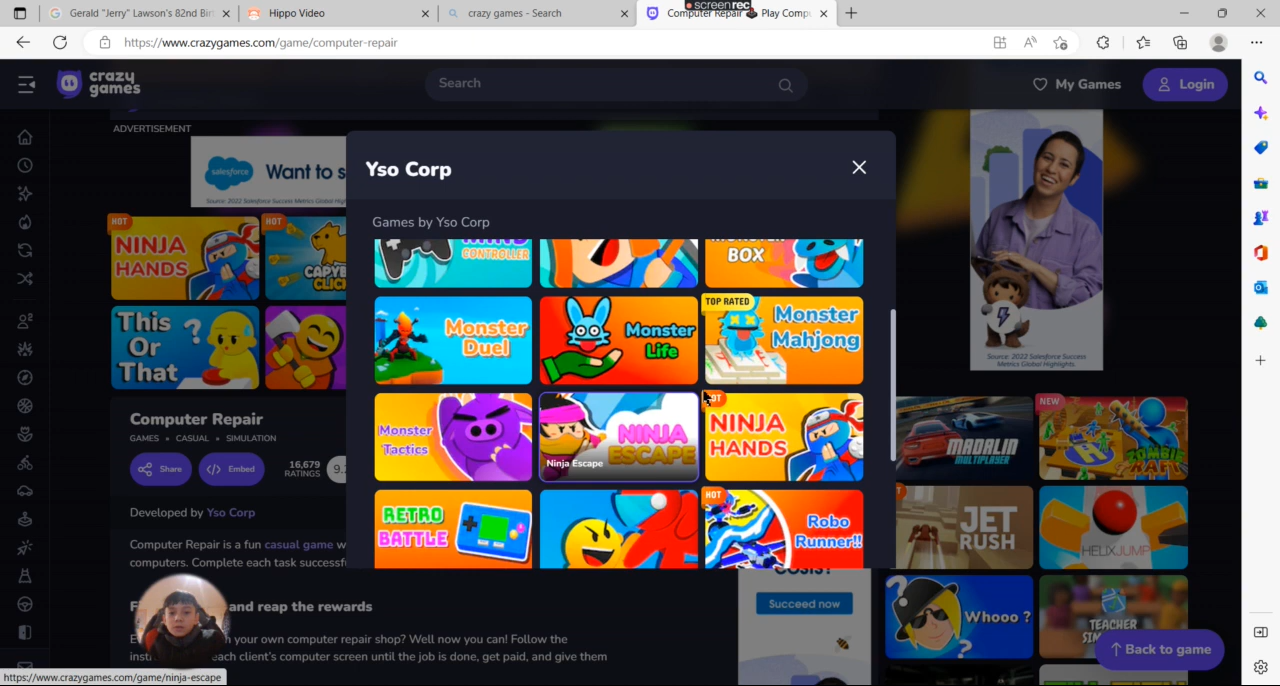 Gerald "Jerry" Lawson's 82nd Birt
Hippo Video
crazy games - Search
screenrec
Computer Repair
Play Compu
https://www.crazygames.com/game/computer-repair
crazy games
Search
My Games
Login
ADVERTISEMENT
salesforce
Want to s
Source: 2022 Salesforce Success Metrics Global Highlights.
HOT
NINJA HANDS
HOT
CAPYB
CLICK
This Or That
Computer Repair
GAMES • CASUAL • SIMULATION
Share
Embed
16,679
RATINGS
9.
Developed by Yso Corp
Computer Repair is a fun casual game w
computers. Complete each task successf
and reap the rewards
your own computer repair shop? Well now you can! Follow the
each client's computer screen until the job is done, get paid, and give them
Yso Corp
Games by Yso Corp
CONTROLLER
BOX
Monster Duel
Monster Life
TOP RATED
Monster Mahjong
Monster Tactics
NINJA ESCAPE
Ninja Escape
HOT
NINJA HANDS
RETRO BATTLE
HOT
Robo Runner!!
Source: 2022 Salesforce Success
Metrics Global Highlights.
MADALIN
MULTIPLAYER
NEW
ZOMBIE RAFT
JET RUSH
HELIX JUMP
Succeed now
Whooo ?
TEACHER
Back to game
https://www.crazygames.com/game/ninja-escape